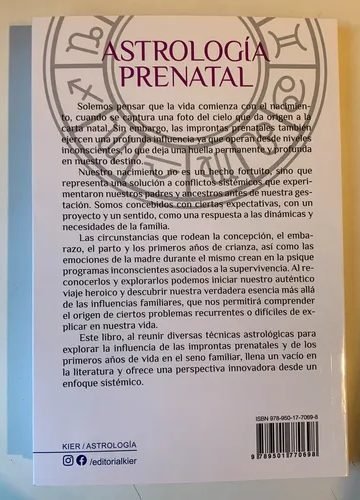 ASTROLOGÍA
PRENATAL
Solemos pensar que la vida comienza con el nacimien-
to, cuando se captura una foto del cielo que da origen a la
carta natal. Sin embargo, las improntas prenatales también
ejercen una profunda influencia ya que operan desde niveles
inconscientes, lo que deja una huella permanente y profunda
en nuestro destino.
Nuestro nacimiento no es algo fortuito, sino que
representa una solución a conflictos sistémicos que experi-
mentaron nuestros padres y ancestros antes de nuestra ges-
tación. Somos concebidos con ciertas expectativas, con un
proyecto y un sentido, como una respuesta a las dinámicas y
necesidades de la familia.
Las circunstancias que rodean la concepción, el emba-
razo, el parto y los primeros años de crianza, así como las
emociones de la madre durante el mismo crean en la psique
programas inconscientes asociados a la supervivencia. Al re-
conocerlos y explorarlos podemos iniciar nuestro auténtico
viaje heroico y descubrir nuestra verdadera esencia más allá
de las influencias familiares, que nos permitirá comprender
el origen de ciertos problemas recurrentes o difíciles de ex-
plicar en nuestra vida.
Este libro, al reunir diversas técnicas astrológicas para
explorar la influencia de las improntas prenatales y de los
primeros años de vida en el seno familiar, llena un vacío en
la literatura y ofrece una perspectiva innovadora desde un
enfoque sistémico.
ISBN 978-950-17-7069-8
KIER / ASTROLOGÍA
/editorialkier
9789501770698